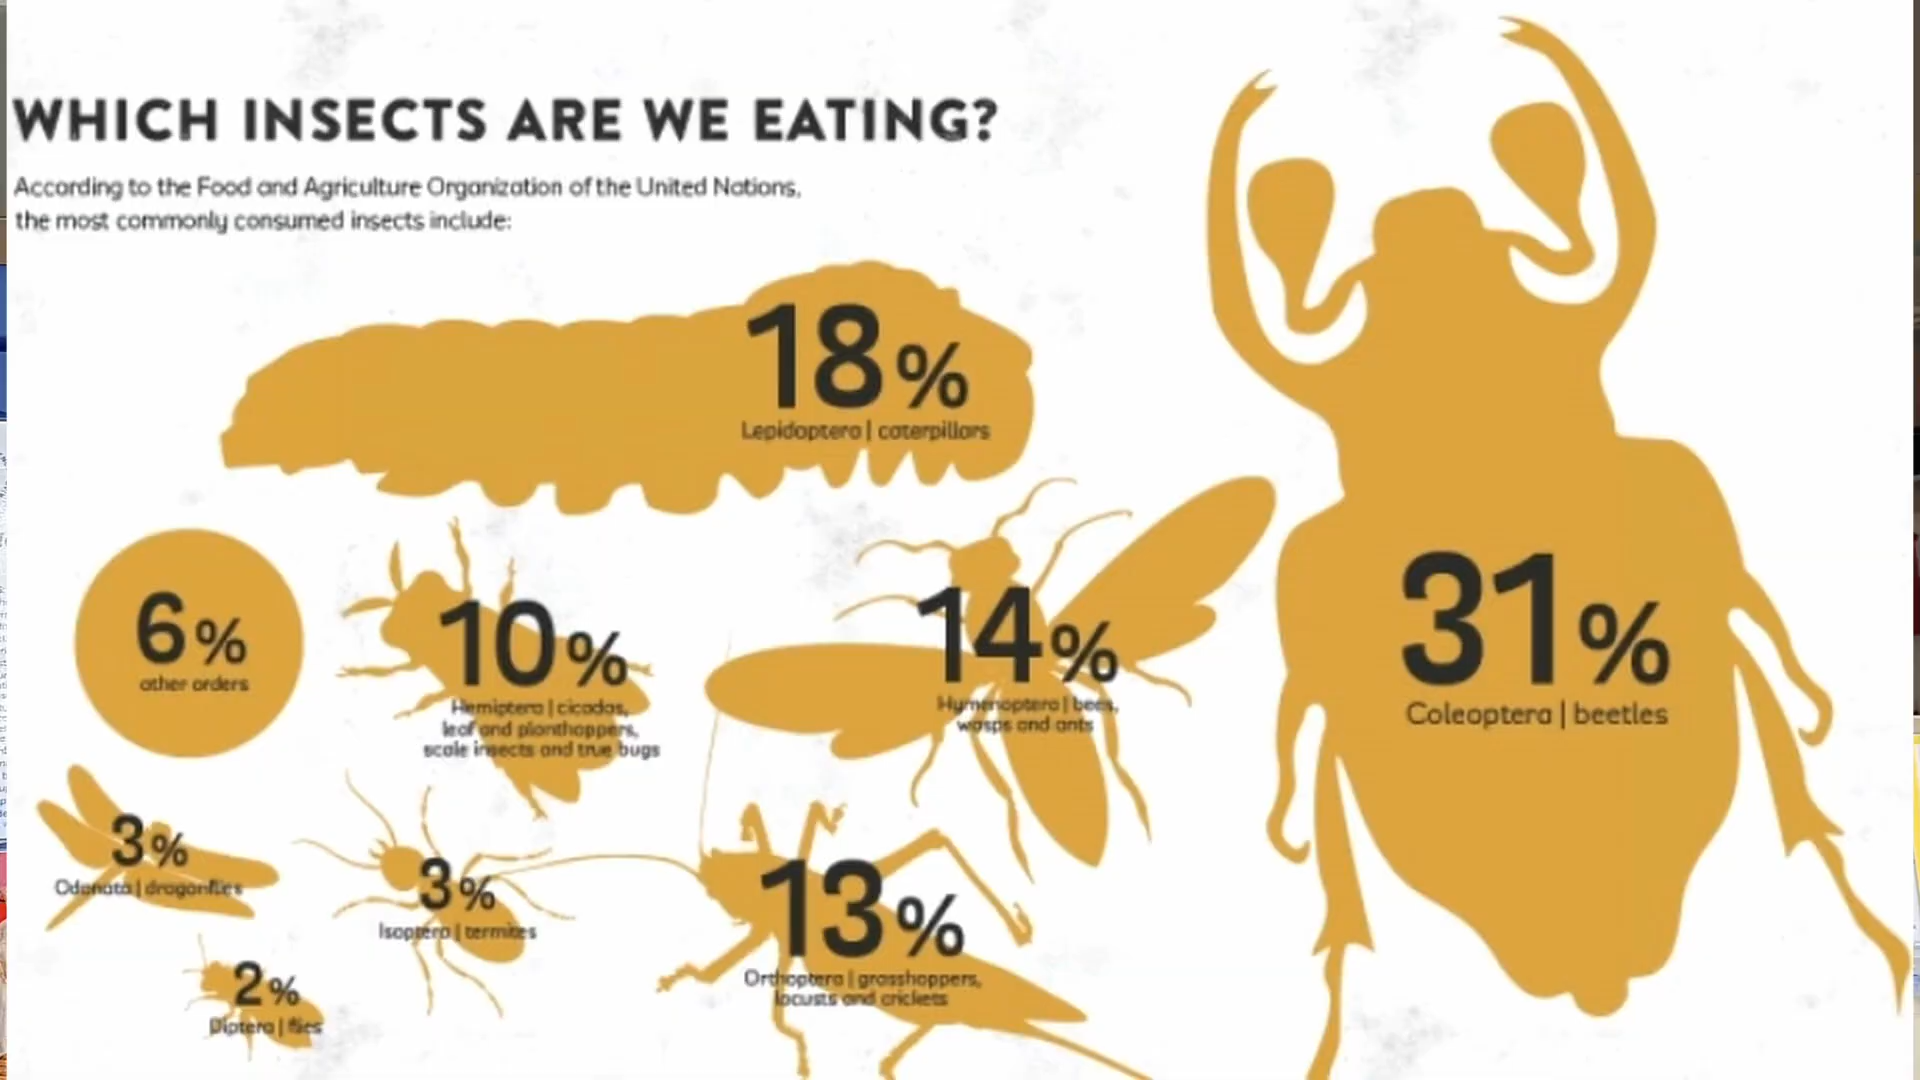 WHICH INSECTS ARE WE EATING?
According to the Food and Agriculture Organization of the United Nations,
the most commonly consumed insects include:
18%
Lepidoptera | caterpillars
31%
Coleoptera | beetles
6%
other orders
10%
Hemiptera | cicadas,
leaf and planthoppers,
scale insects and true bugs
14%
Hymenoptera | bees,
wasps and ants
3%
Odonata | dragonflies
3%
Isoptera | termites
13%
Orthoptera | grasshoppers,
locusts and crickets
2%
Diptera | flies